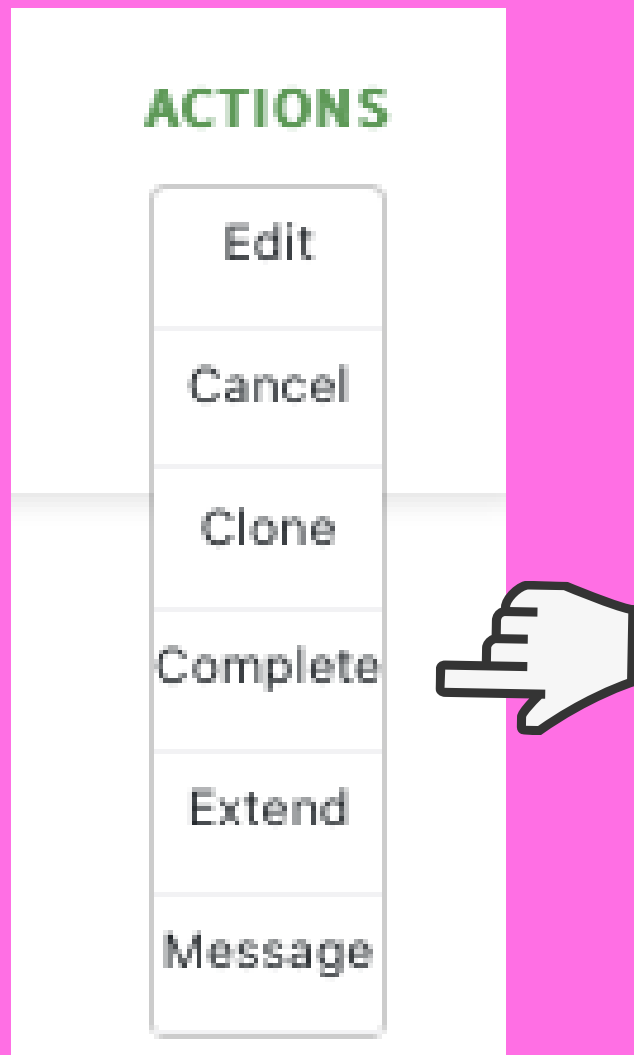 ACTIONS
Edit
Cancel
Clone
Complete
Extend
Message